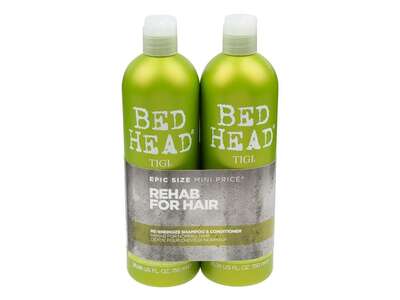 BED
HEAD
TIGI
BED
HEAD
TIGI
EPIC SIZE MINI PRICE*
REHAB
FOR HAIR
RE-ENERGIZE SHAMPOO & CONDITIONER